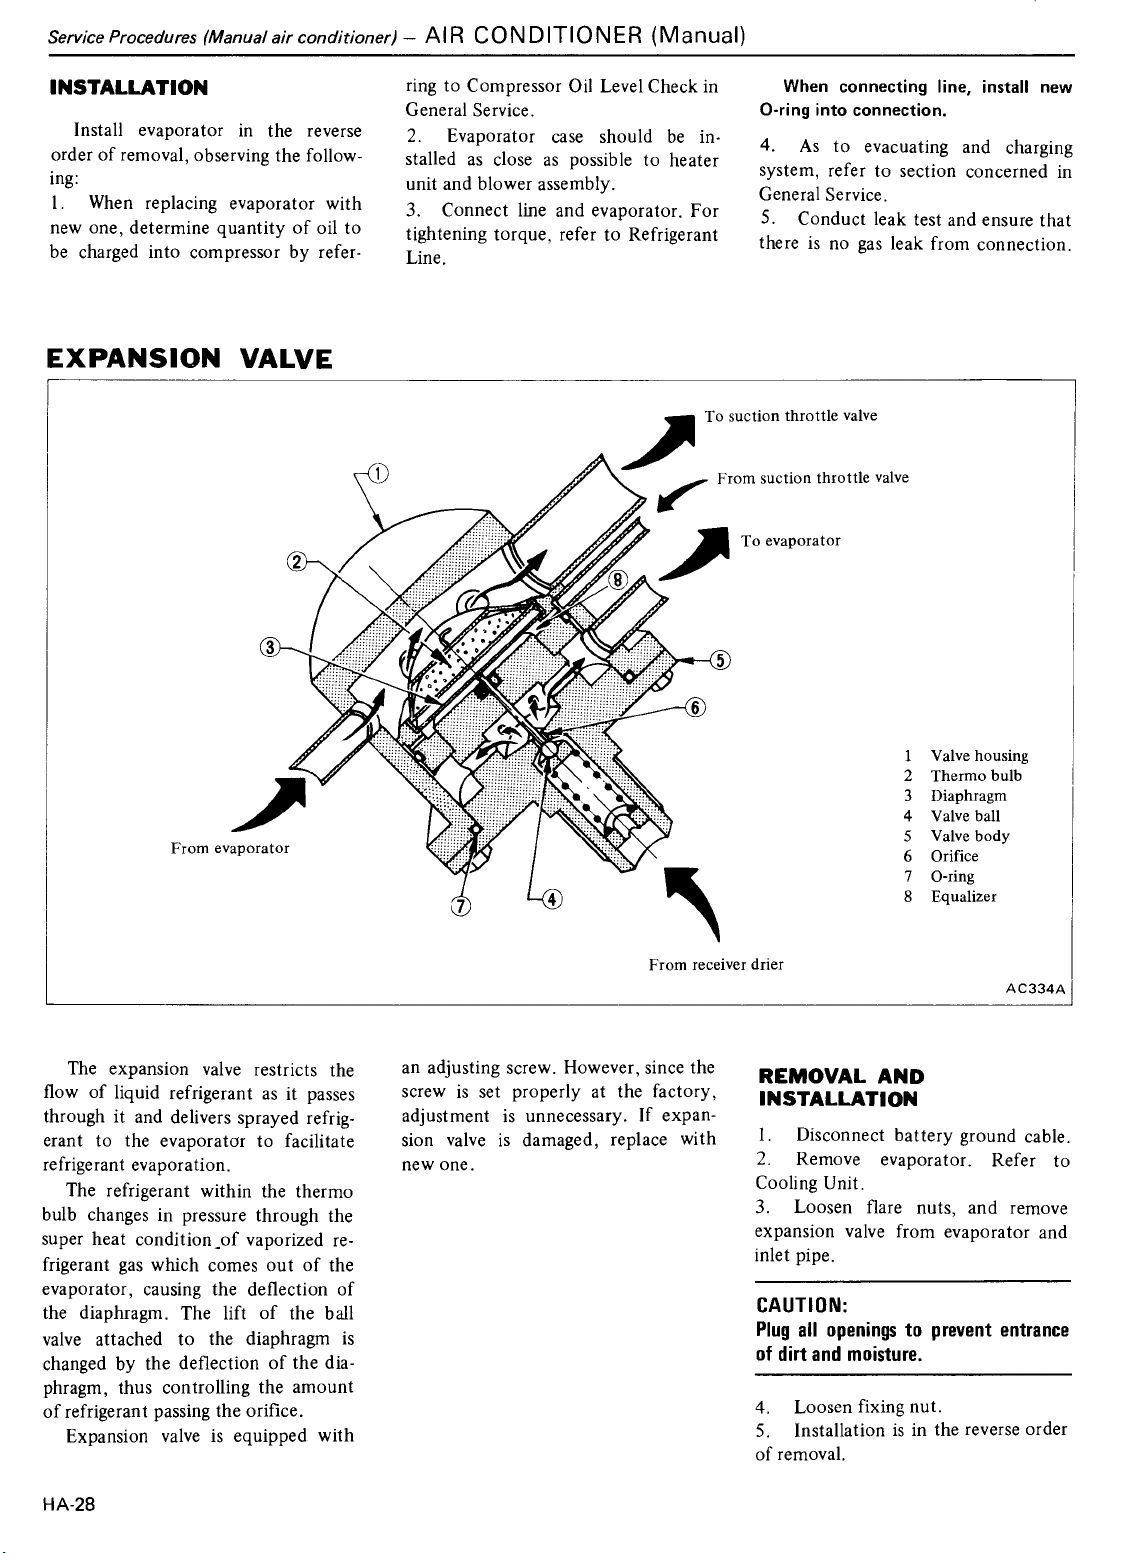 Service Procedures (Manual air conditioner) – AIR CONDITIONER (Manual)
INSTALLATION
Install evaporator in the reverse
order of removal, observing the follow-
ing:
1. When replacing evaporator with
new one, determine quantity of oil to
be charged into compressor by refer-
ring to Compressor Oil Level Check in
General Service.
2. Evaporator case should be in-
stalled as close as possible to heater
unit and blower assembly.
3. Connect line and evaporator. For
tightening torque, refer to Refrigerant
Line.
When connecting line, install new
O-ring into connection.
4. As to evacuating and charging
system, refer to section concerned in
General Service.
5. Conduct leak test and ensure that
there is no gas leak from connection.
EXPANSION VALVE
To suction throttle valve
1
From suction throttle valve
To evaporator
2
8
3
5
6
1 Valve housing
2 Thermo bulb
3 Diaphragm
4 Valve ball
5 Valve body
6 Orifice
7 O-ring
8 Equalizer
From evaporator
7
4
From receiver drier
AC334A
The expansion valve restricts the
flow of liquid refrigerant as it passes
through it and delivers sprayed refrig-
erant to the evaporator to facilitate
refrigerant evaporation.
The refrigerant within the thermo
bulb changes in pressure through the
super heat condition of vaporized re-
frigerant gas which comes out of the
evaporator, causing the deflection of
the diaphragm. The lift of the ball
valve attached to the diaphragm is
changed by the deflection of the dia-
phragm, thus controlling the amount
of refrigerant passing the orifice.
Expansion valve is equipped with
an adjusting screw. However, since the
screw is set properly at the factory,
adjustment is unnecessary. If expan-
sion valve is damaged, replace with
new one.
REMOVAL AND
INSTALLATION
1. Disconnect battery ground cable.
2. Remove evaporator. Refer to
Cooling Unit.
3. Loosen flare nuts, and remove
expansion valve from evaporator and
inlet pipe.
CAUTION:
Plug all openings to prevent entrance
of dirt and moisture.
4. Loosen fixing nut.
5. Installation is in the reverse order
of removal.
HA-28